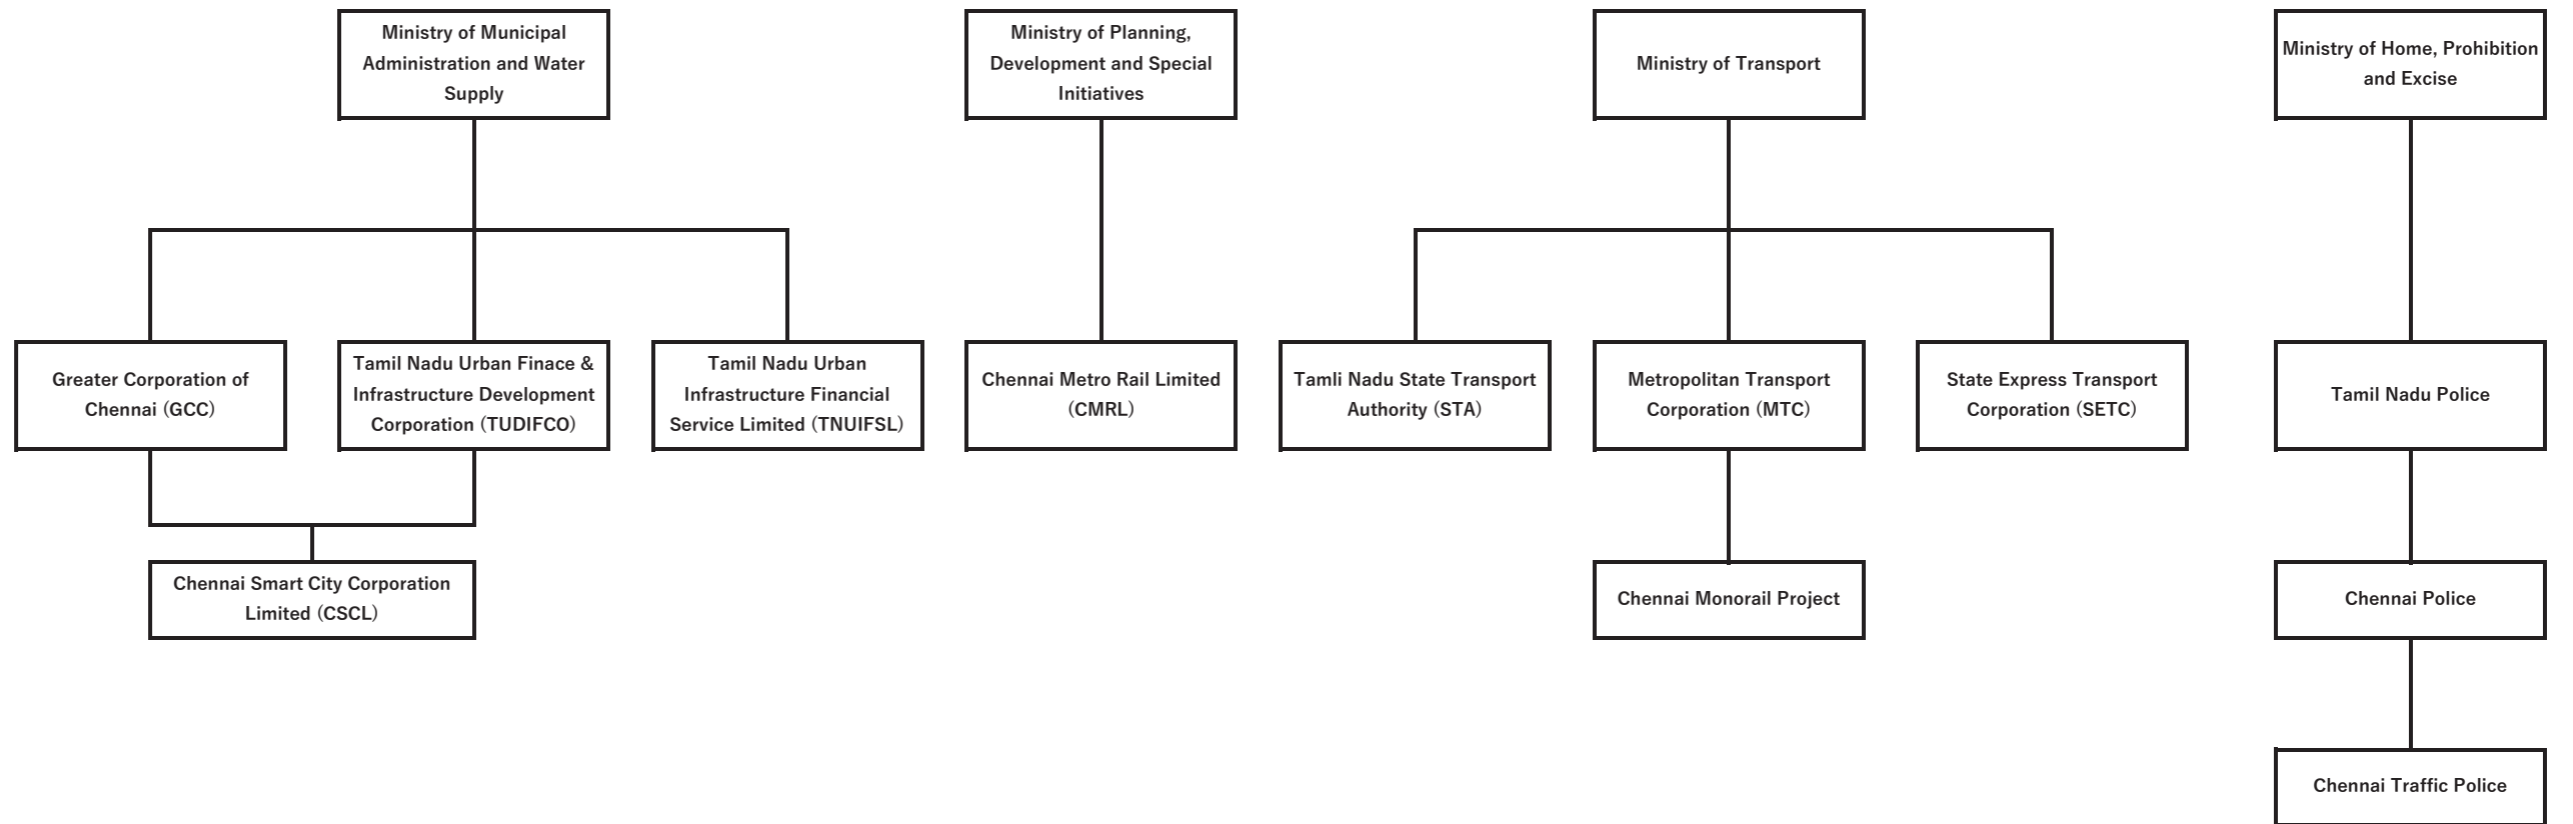 Ministry of Municipal
Administration and Water
Supply
Ministry of Planning,
Development and Special
Initiatives
Ministry of Transport
Ministry of Home, Prohibition
and Excise
Greater Corporation of
Chennai (GCC)
Tamil Nadu Urban Finace &
Infrastructure Development
Corporation (TUDIFCO)
Tamil Nadu Urban
Infrastructure Financial
Service Limited (TNUIFSL)
Chennai Metro Rail Limited
(CMRL)
Tamli Nadu State Transport
Authority (STA)
Metropolitan Transport
Corporation (MTC)
State Express Transport
Corporation (SETC)
Tamil Nadu Police
Chennai Smart City Corporation
Limited (CSCL)
Chennai Monorail Project
Chennai Police
Chennai Traffic Police